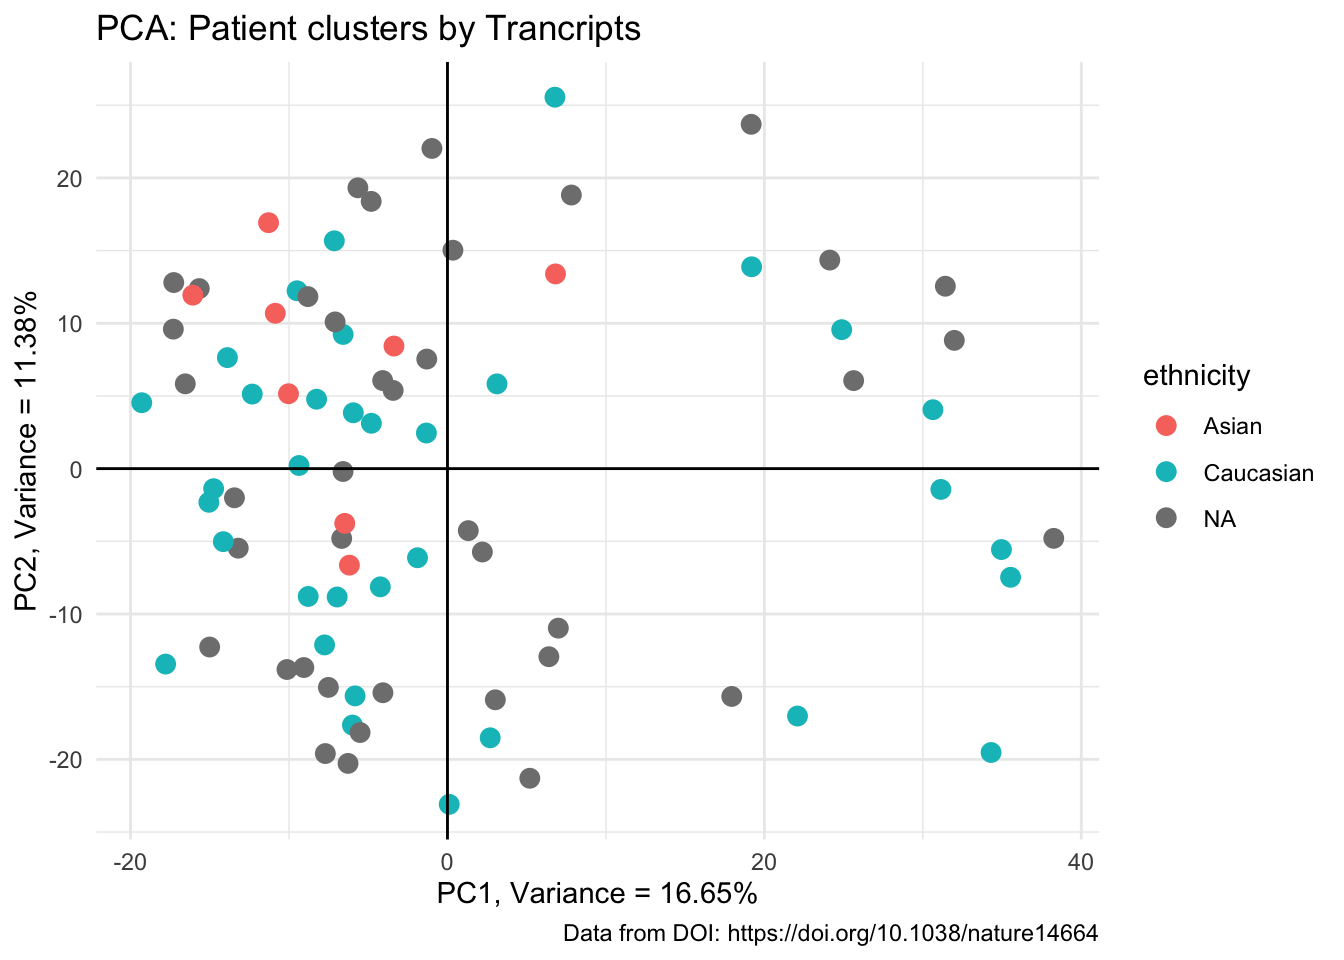 PCA: Patient clusters by Trancripts
PC2, Variance = 11.38%
20
10
0
-10
-20
-20
0
20
40
PC1, Variance = 16.65%
ethnicity
Asian
Caucasian
NA
Data from DOI: https://doi.org/10.1038/nature14664